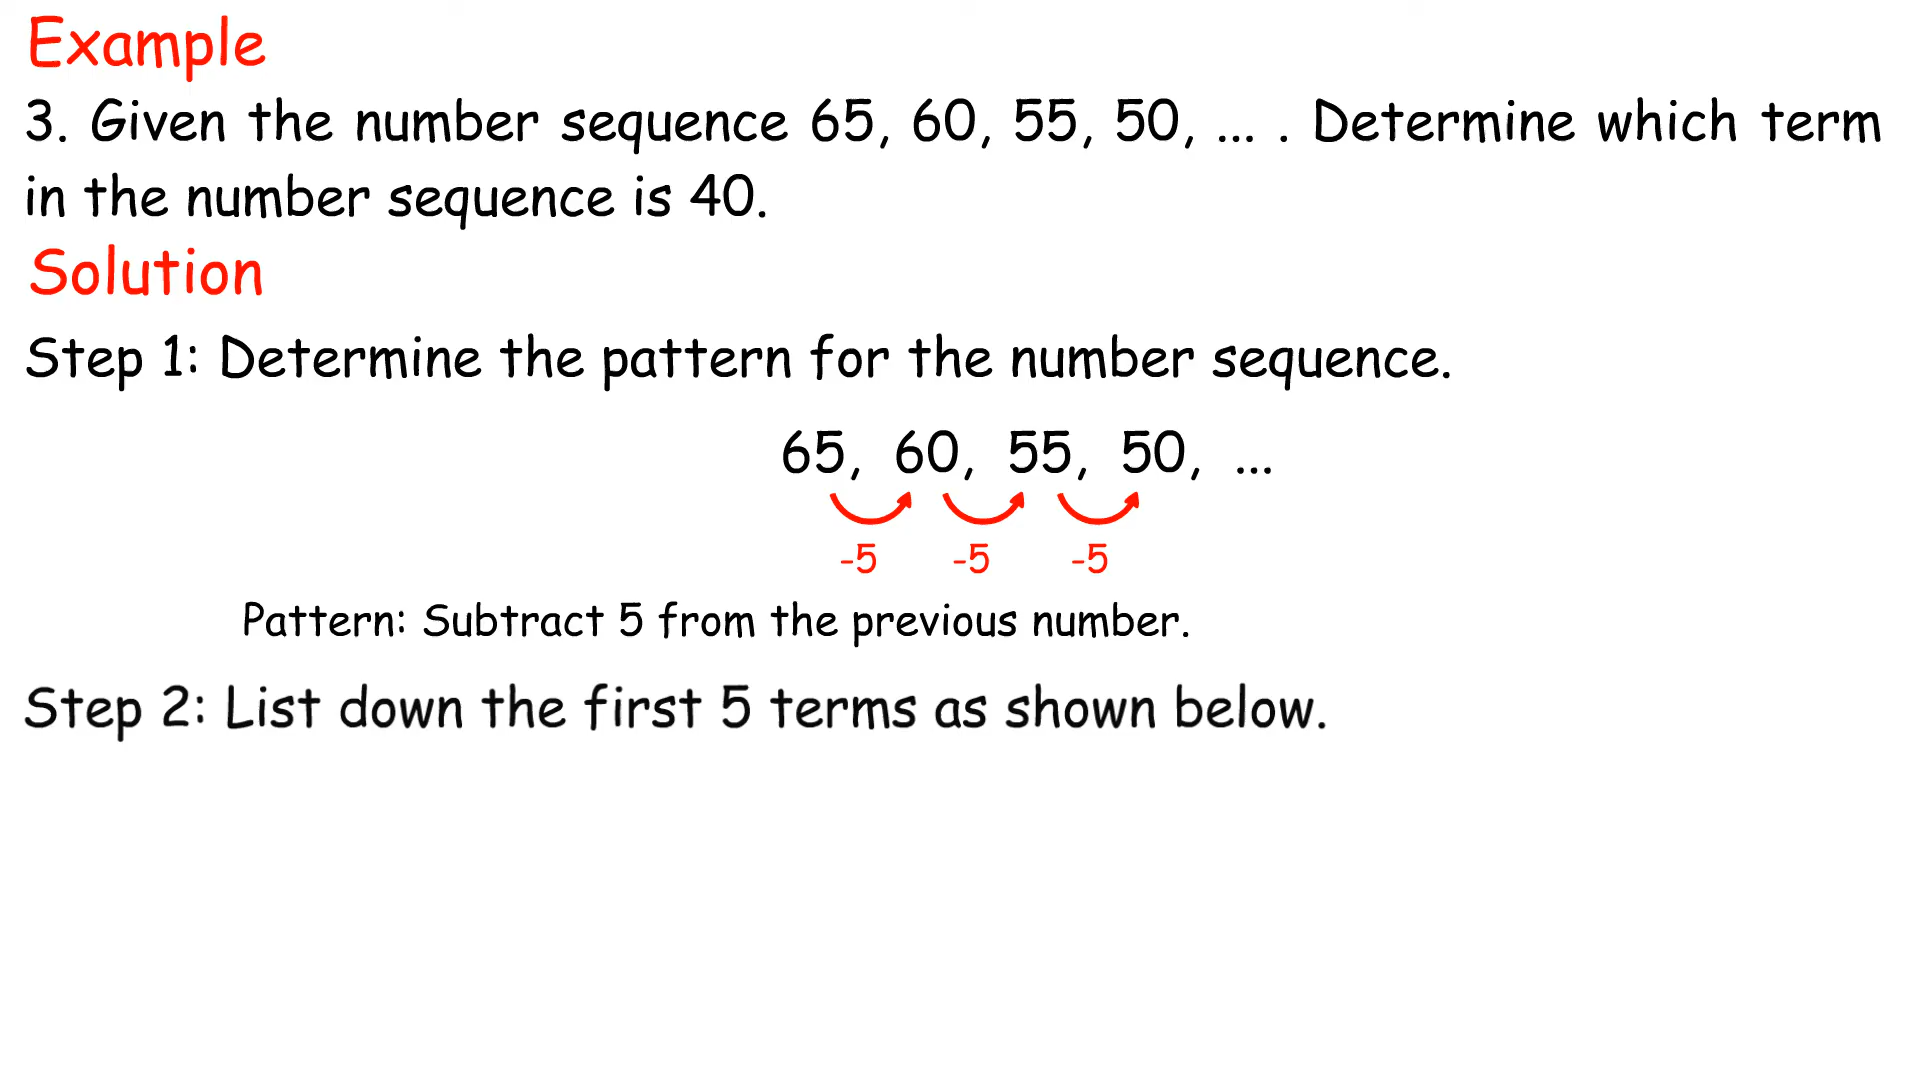 Example
3. Given the number sequence 65, 60, 55, 50, ... . Determine which term
in the number sequence is 40.
Solution
Step 1: Determine the pattern for the number sequence.
65, 60, 55, 50, ...
-5 -5 -5
Pattern: Subtract 5 from the previous number.
Step 2: List down the first 5 terms as shown below.